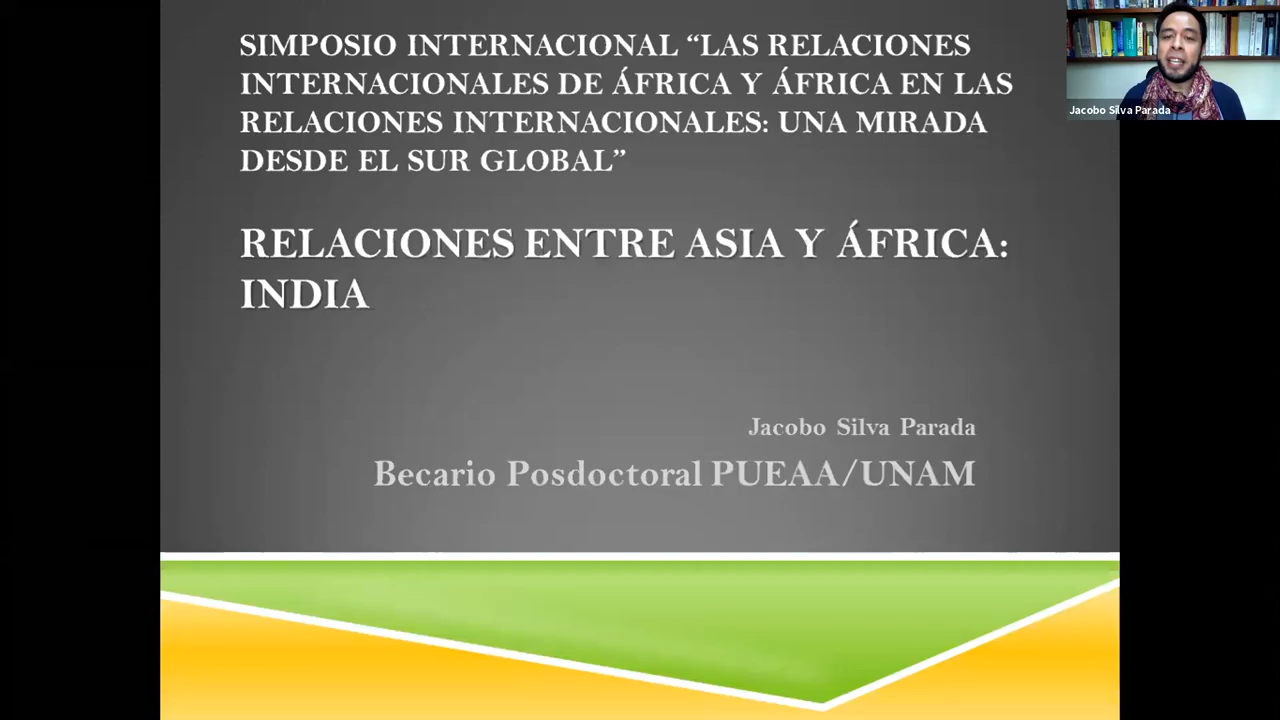 SIMPOSIO INTERNACIONAL “LAS RELACIONES
INTERNACIONALES DE ÁFRICA Y ÁFRICA EN LAS
RELACIONES INTERNACIONALES: UNA MIRADA
DESDE EL SUR GLOBAL”
RELACIONES ENTRE ASIA Y ÁFRICA:
INDIA
Jacobo Silva Parada
Becario Posdoctoral PUEAA/UNAM
Jacobo Silva Parada